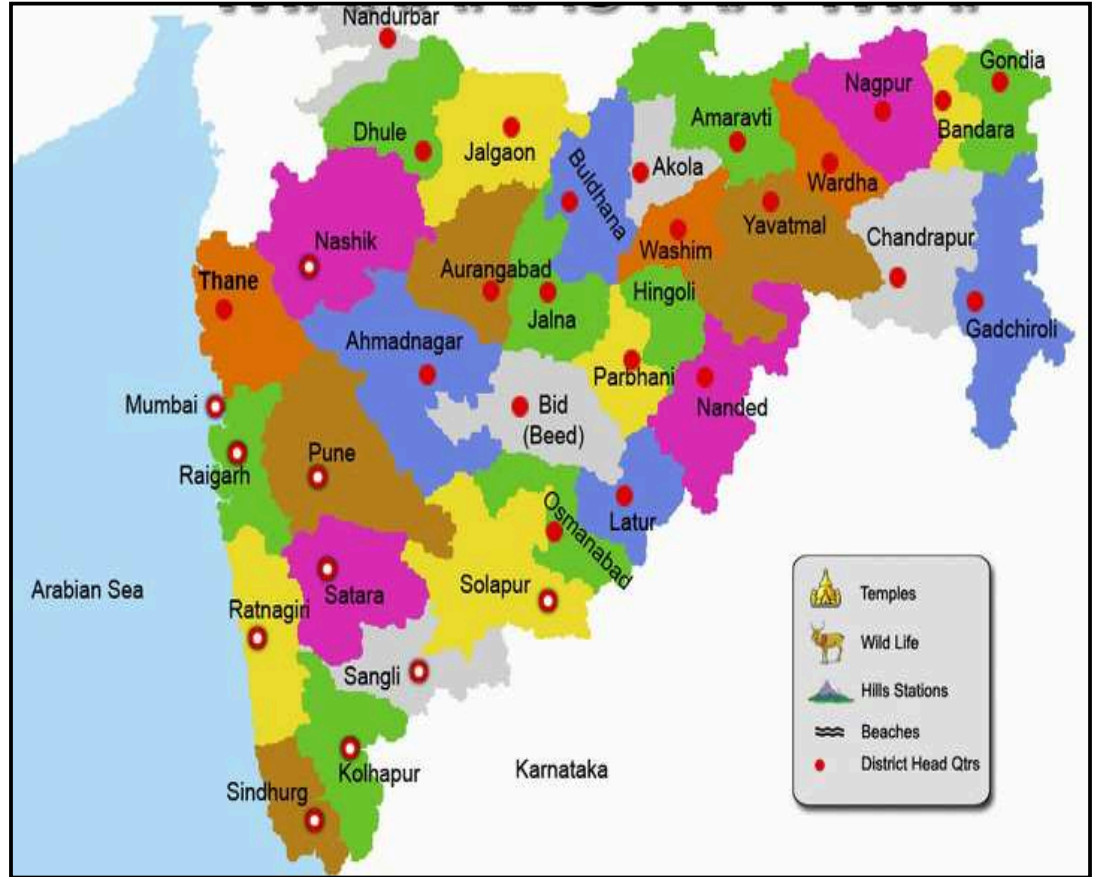 Nandurbar
Gondia
Nagpur
Dhule
Jalgaon
Amaravti
Bandara
Buldhana
Akola
Wardha
Yavatmal
Chandrapur
Nashik
Washim
Thane
Aurangabad
Hingoli
Jalna
Gadchiroli
Ahmadnagar
Parbhani
Mumbai
Bid
(Beed)
Nanded
Pune
Raigarh
Osmanabad
Latur
Arabian Sea
Satara
Solapur
Ratnagiri
Sangli
Kolhapur
Karnataka
Sindhurg
Temples
Wild Life
Hills Stations
Beaches
District Head Qtrs